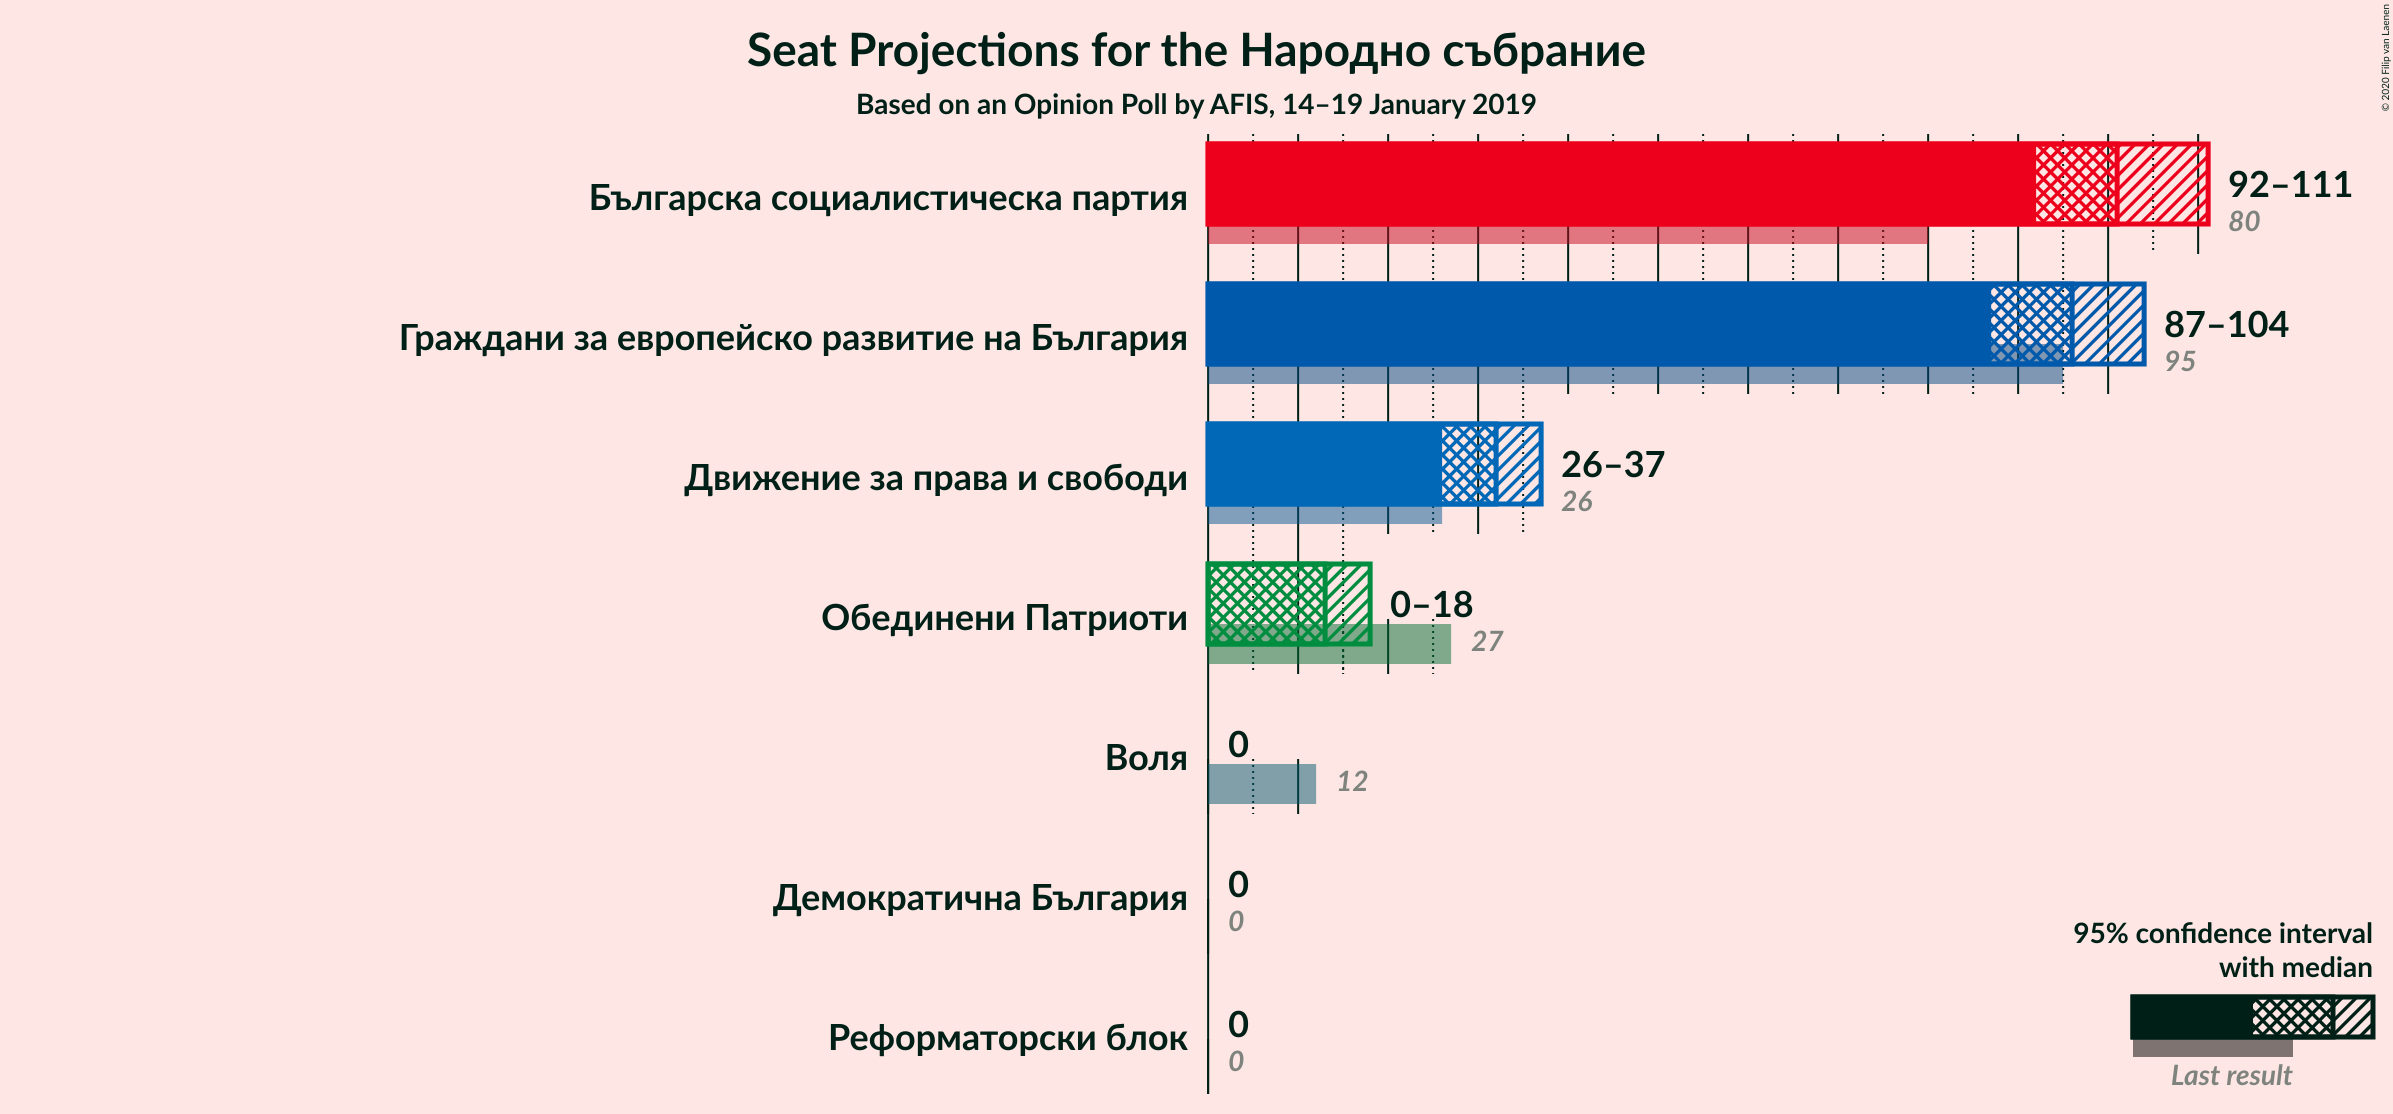 Seat Projections for the Народно събрание
Based on an Opinion Poll by AFIS, 14–19 January 2019
© 2020 Filip van Laenen
Българска социалистическа партия
92–111
80
Граждани за европейско развитие на България
87–104
95
Движение за права и свободи
26–37
26
Обединени Патриоти
0–18
27
Воля
0
12
Демократична България
0
0
Реформаторски блок
0
0
95% confidence interval
with median
Last result